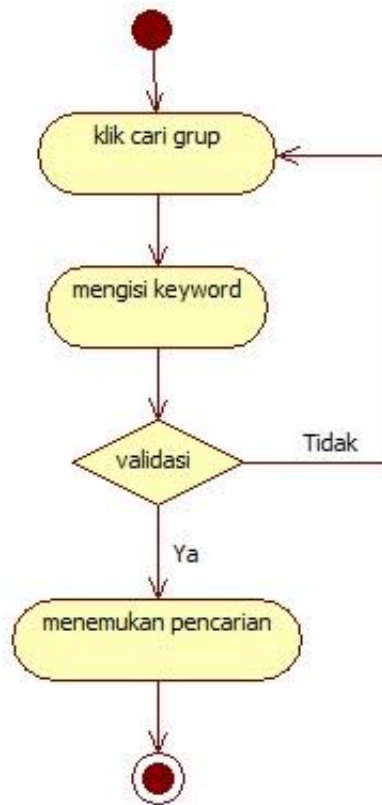 klik cari grup
mengisi keyword
validasi
Tidak
Ya
menemukan pencarian